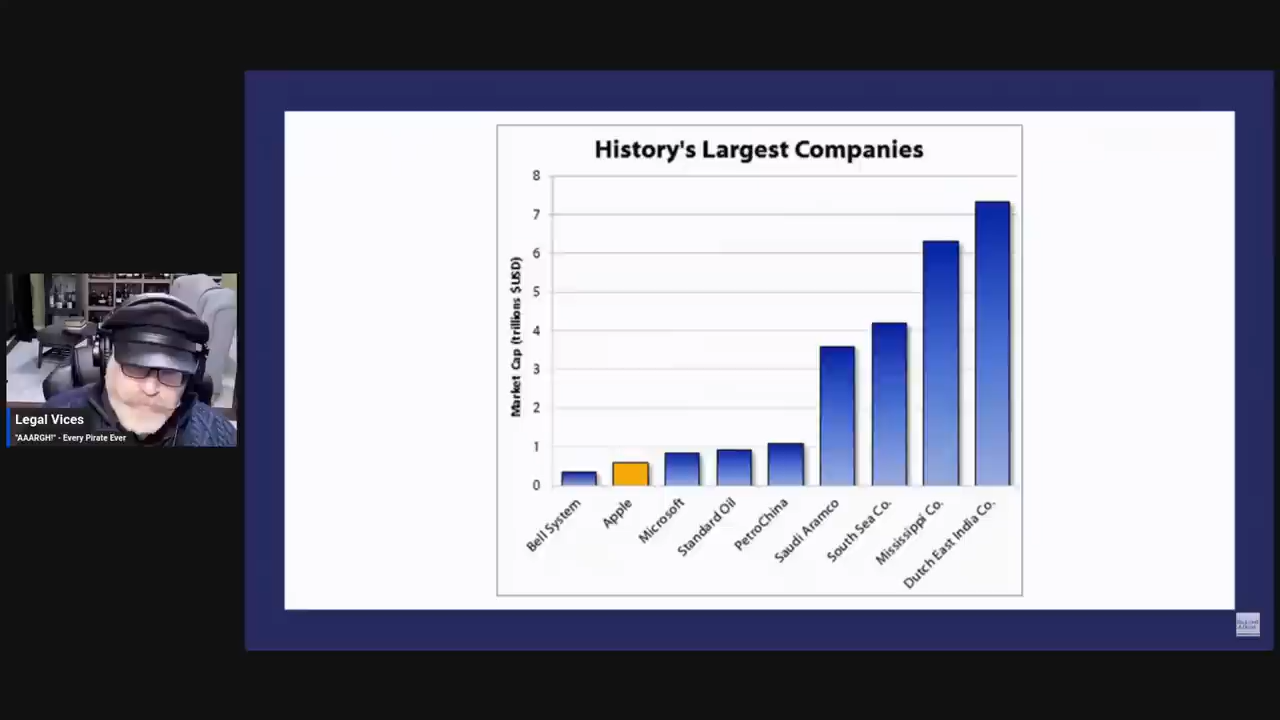 History's Largest Companies
Market Cap (trillions $USD)
8
7
6
5
4
3
2
1
0
Bell System
Apple
Microsoft
Standard Oil
PetroChina
Saudi Aramco
South Sea Co.
Mississippi Co.
Dutch East India Co.
Legal Vices
"AAARGH!" - Every Pirate Ever